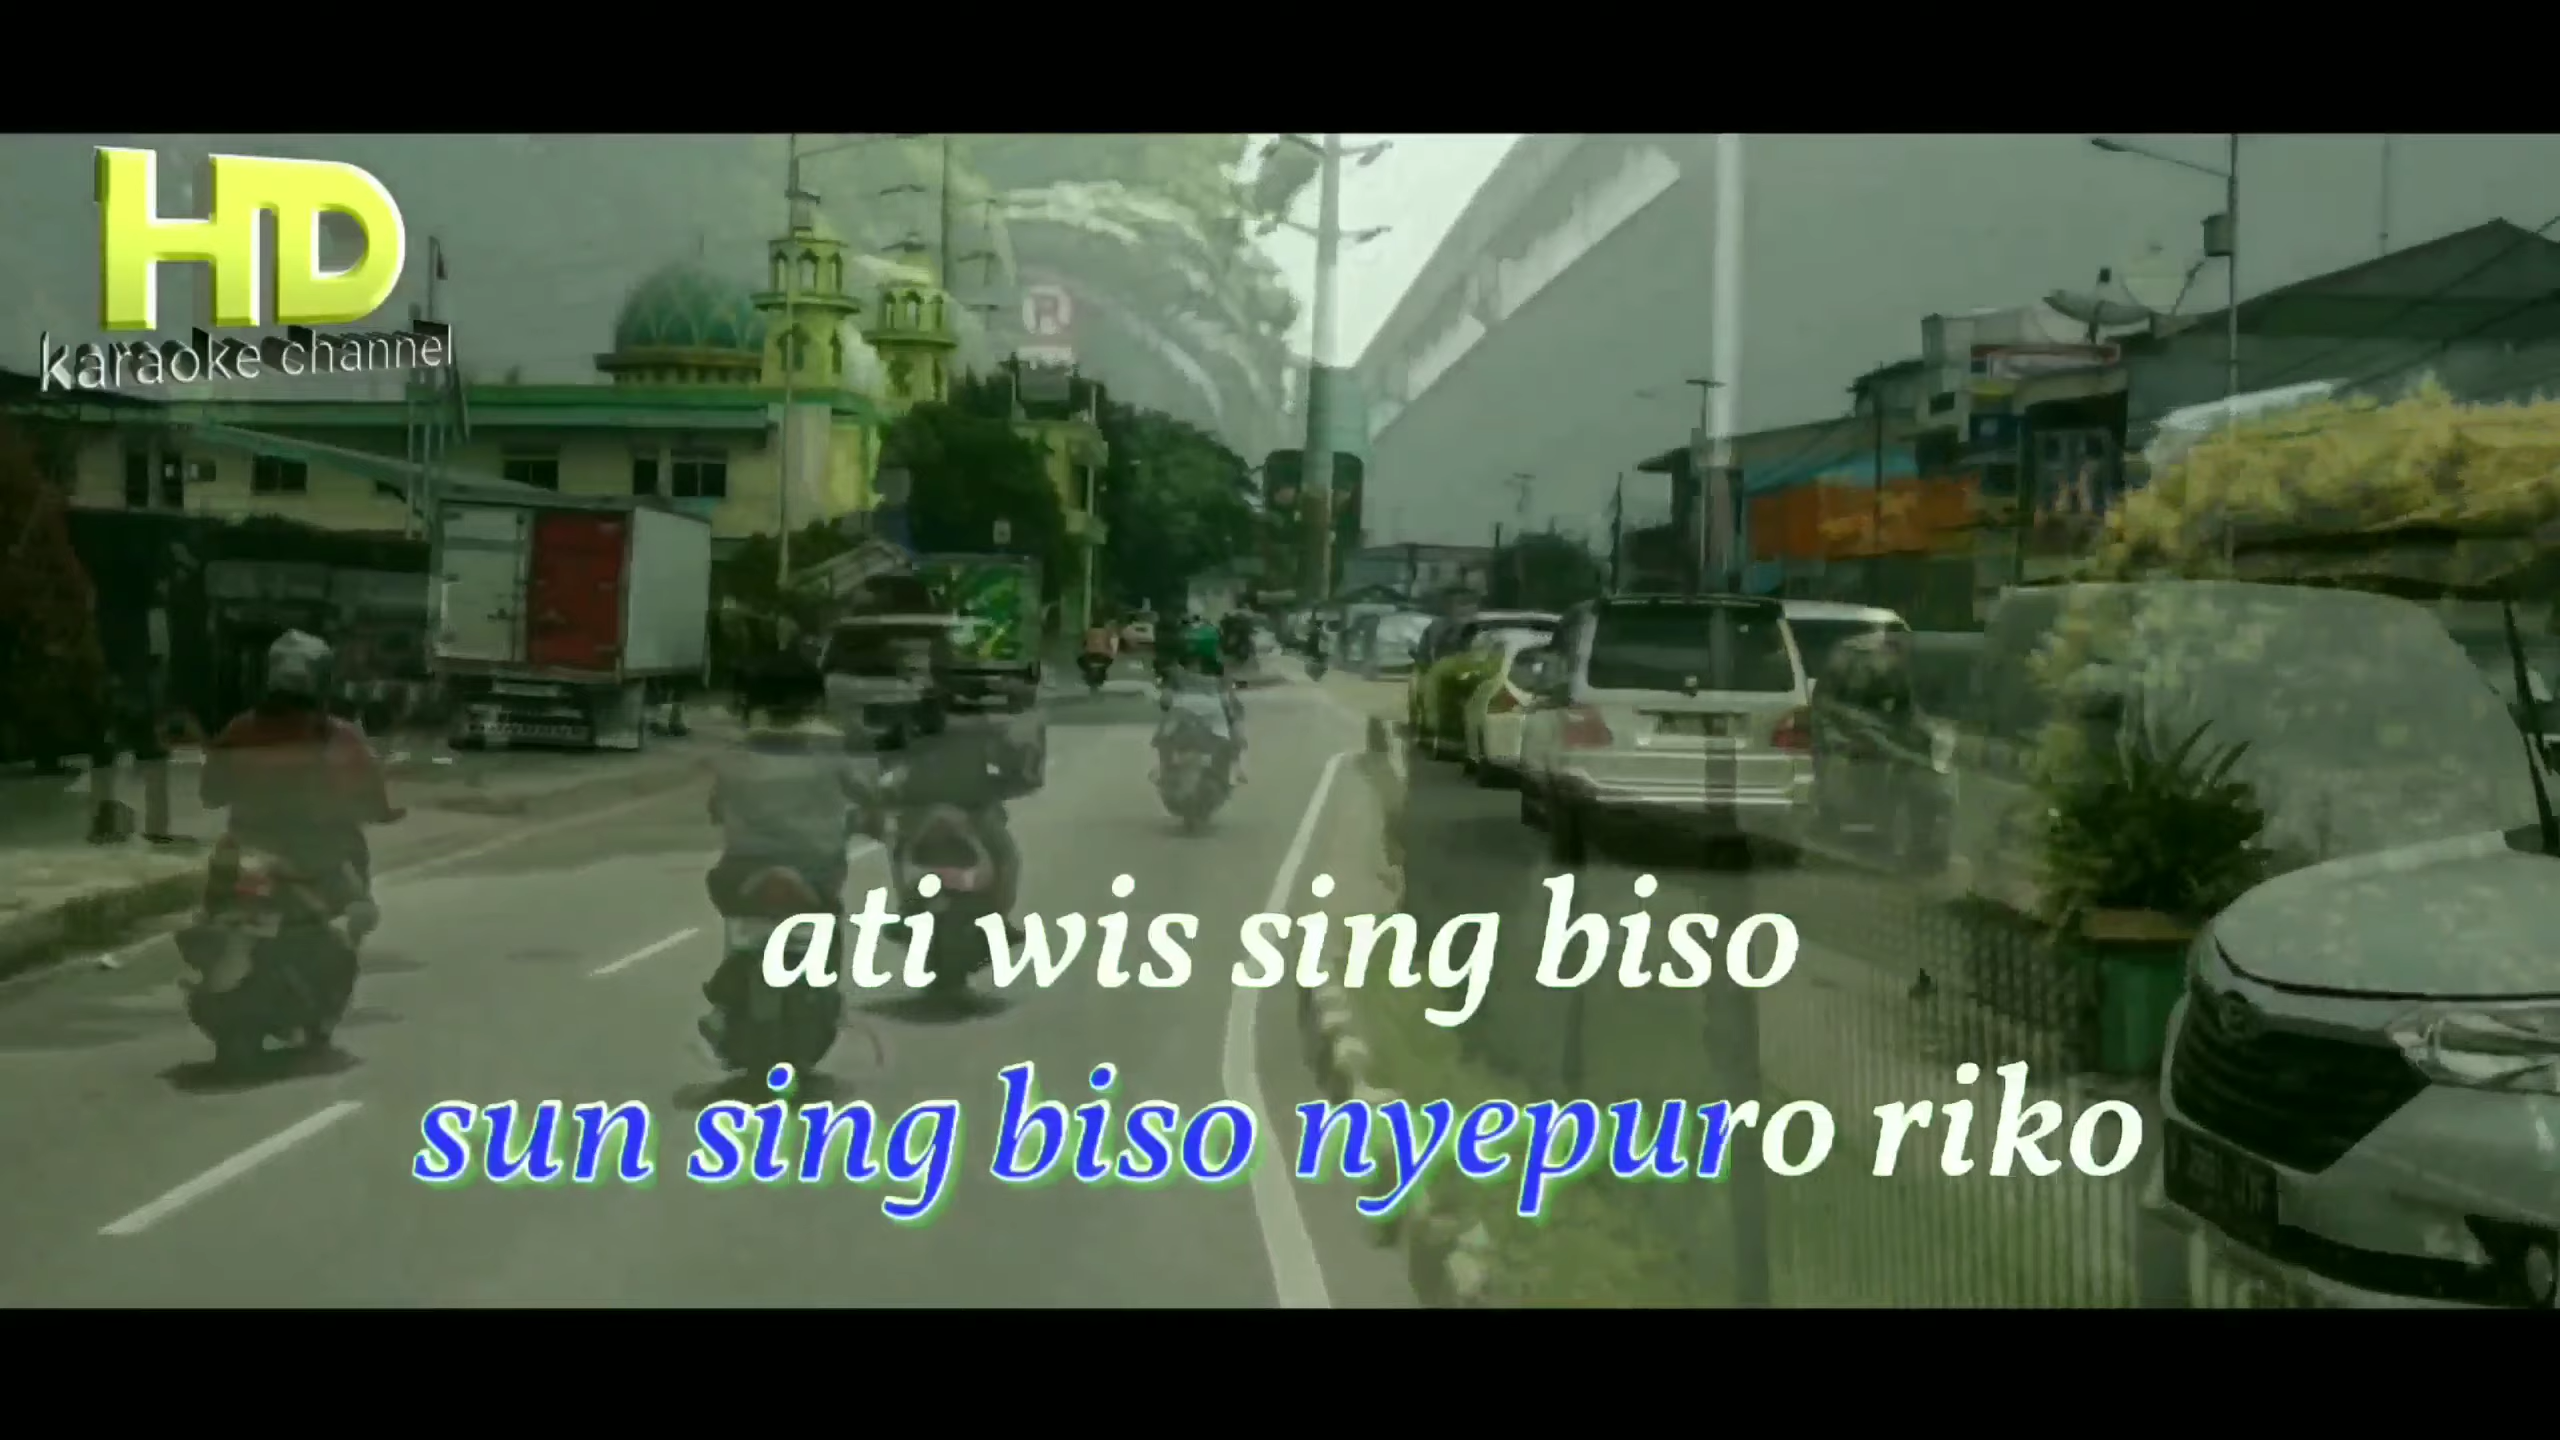 HD
karaoke channel
ati wis sing biso
sun sing biso nyepuro riko